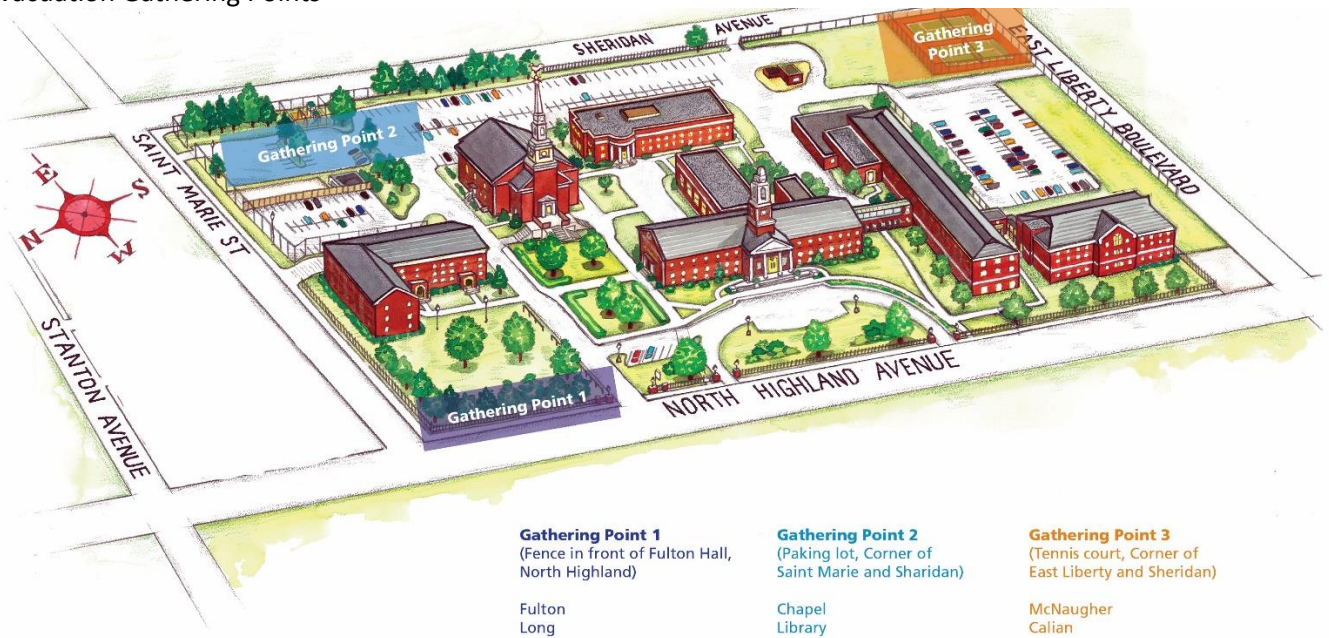 Evacuation Gathering Points
SHERIDAN AVENUE
Gathering
Point 3
EAST LIBERTY BOULEVARD
SAINT MARIE ST
Gathering Point 2
E
S
N
W
STANTON AVENUE
Gathering Point 1
NORTH HIGHLAND AVENUE
Gathering Point 1
(Fence in front of Fulton Hall,
North Highland)
Fulton
Long
Gathering Point 2
(Paking lot, Corner of
Saint Marie and Sharidan)
Chapel
Library
Gathering Point 3
(Tennis court, Corner of
East Liberty and Sheridan)
McNaugher
Calian